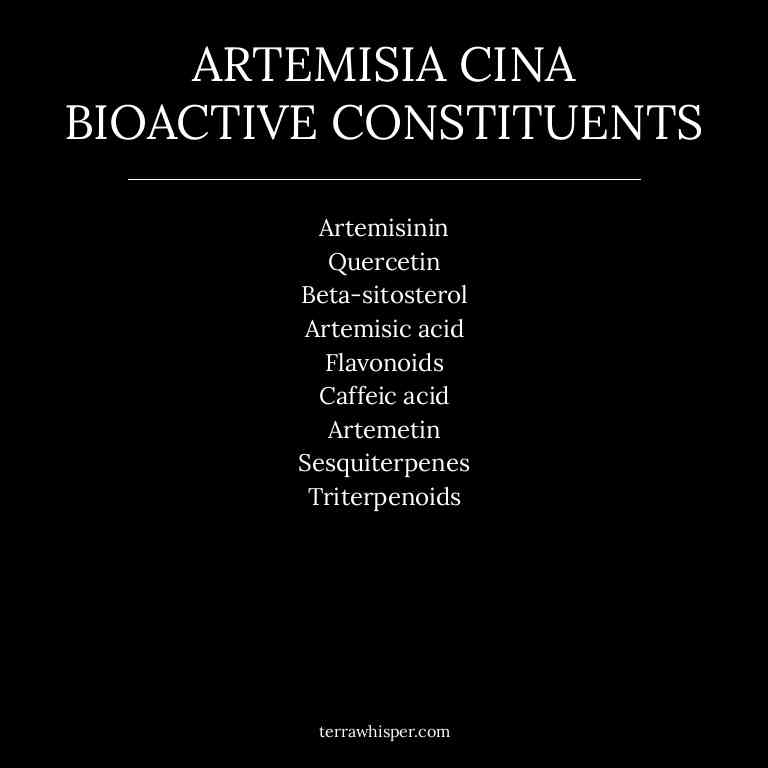 ARTEMISIA CINA
BIOACTIVE CONSTITUENTS
Artemisinin
Quercetin
Beta-sitosterol
Artemisic acid
Flavonoids
Caffeic acid
Artemetin
Sesquiterpenes
Triterpenoids
terrawhisper.com